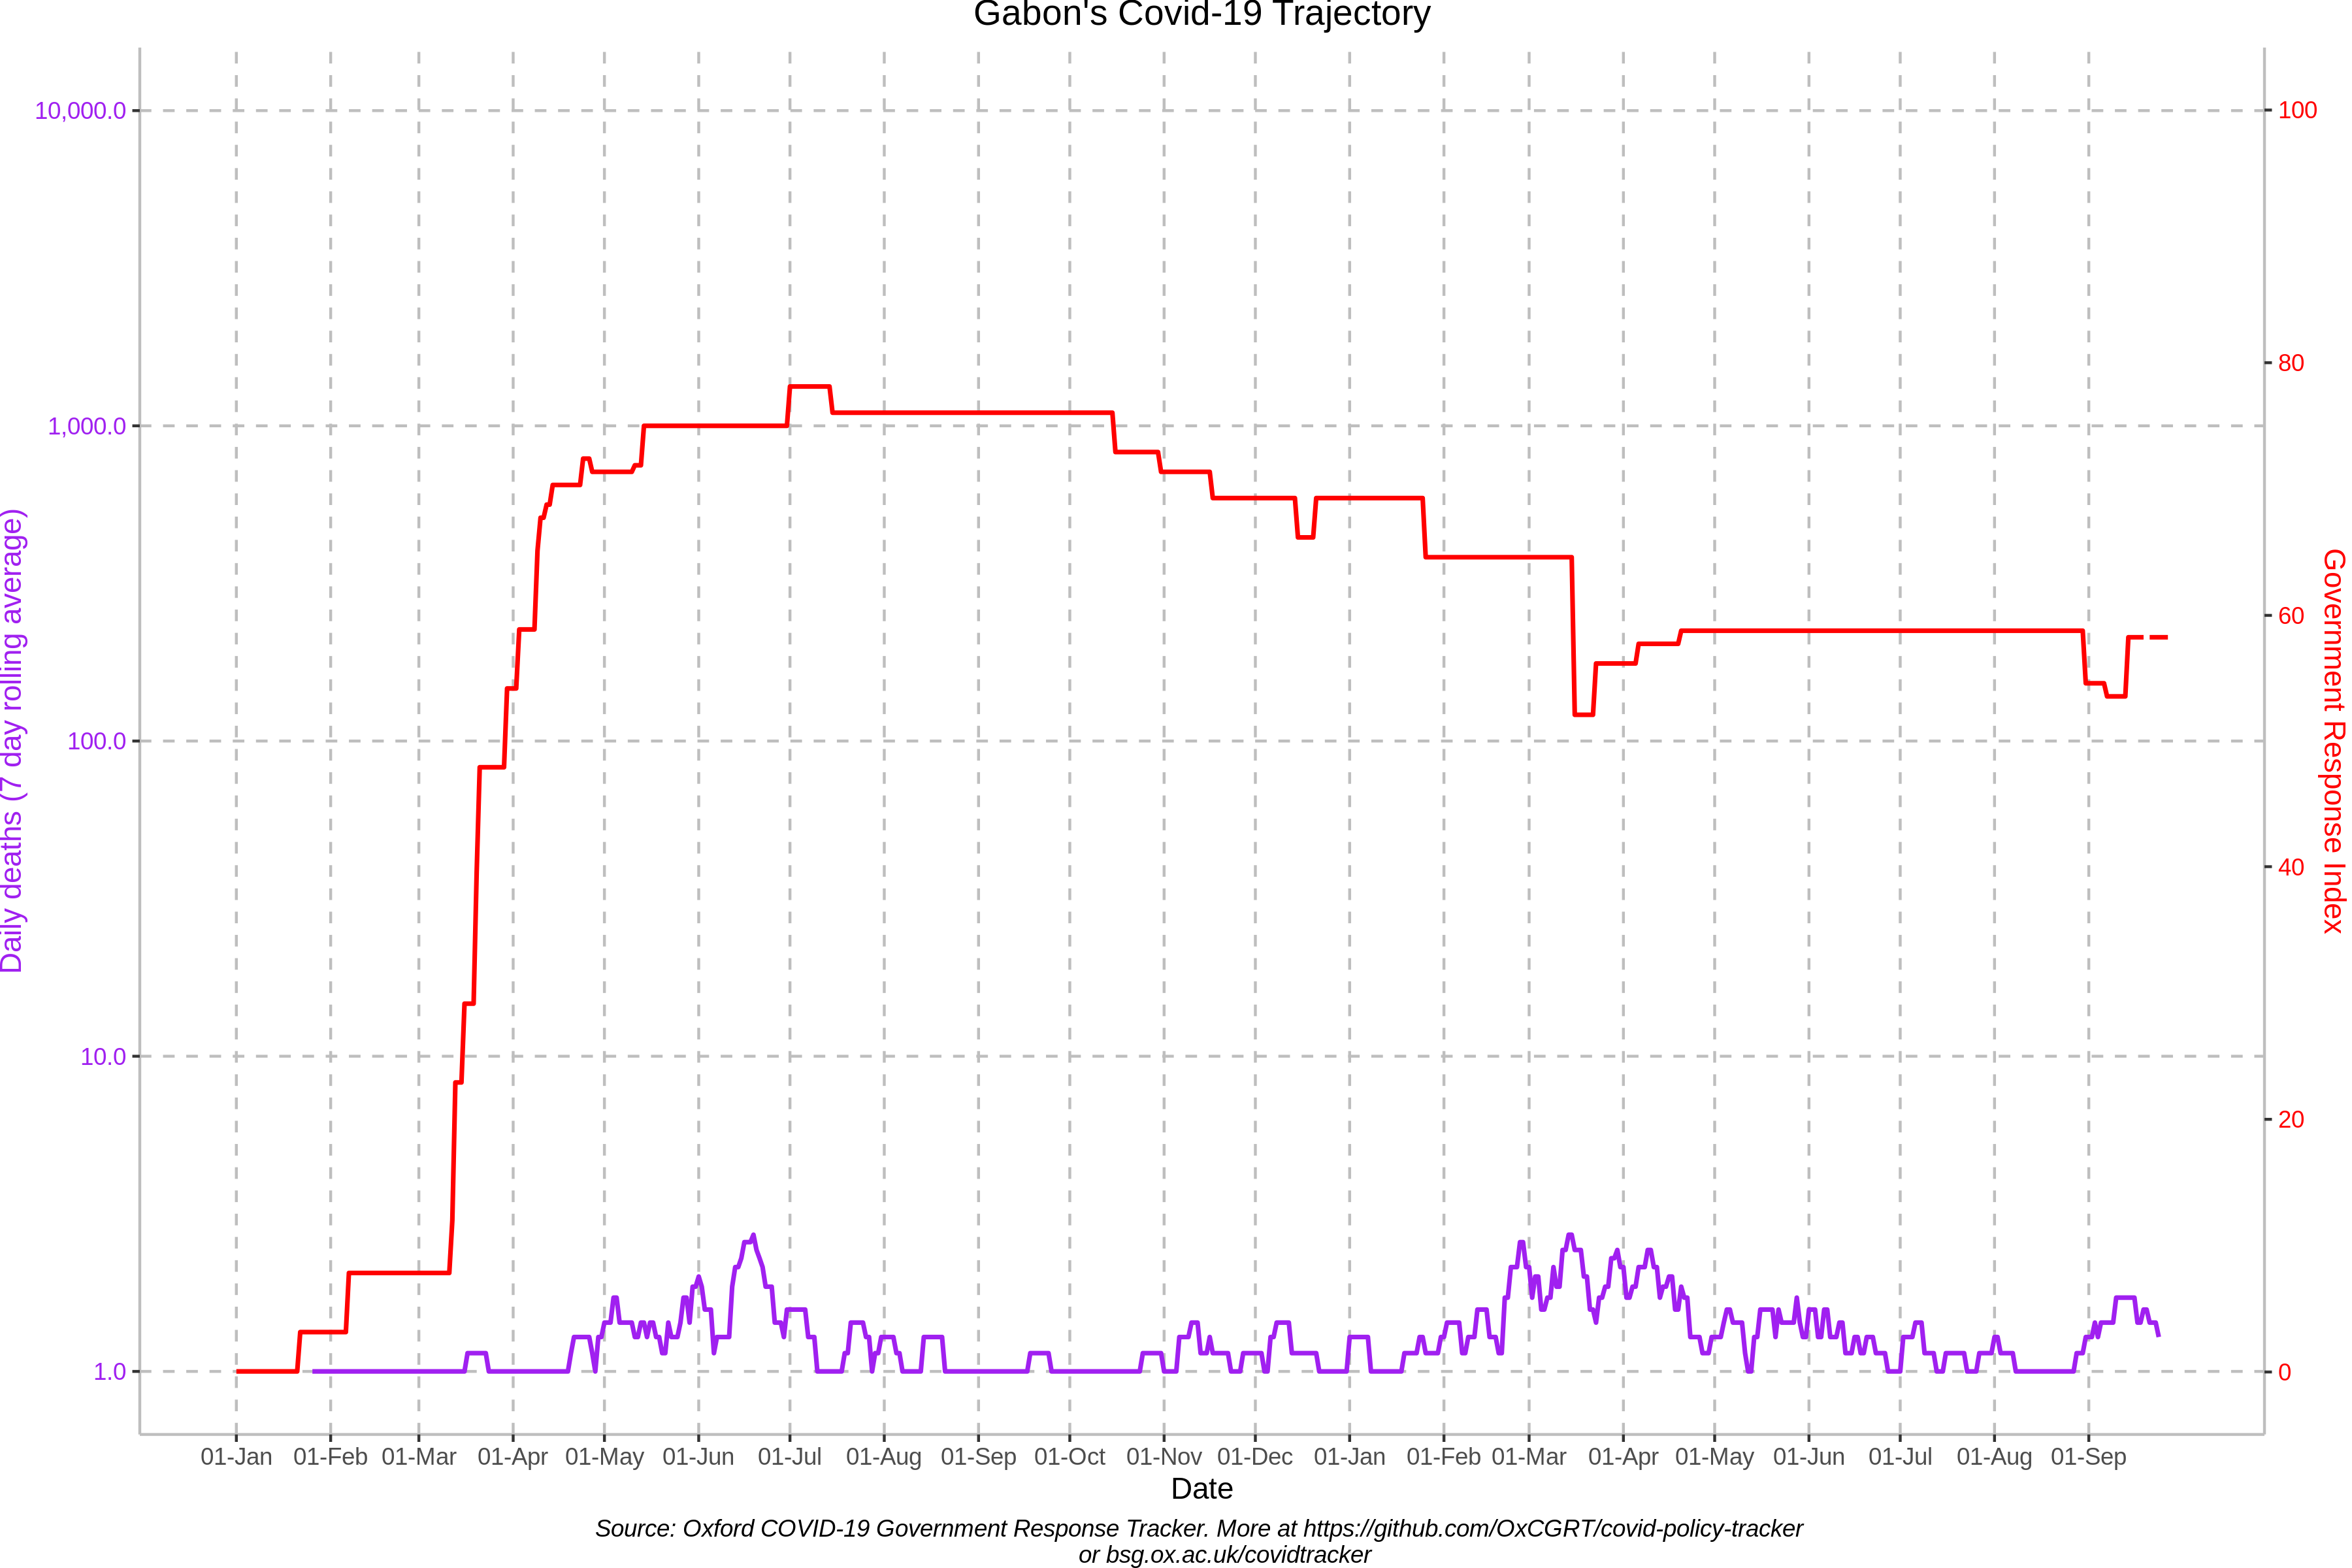 Gabon's Covid-19 Trajectory
10,000.0
1,000.0
100.0
10.0
1.0
Daily deaths (7 day rolling average)
100
80
60
40
20
0
Government Response Index
01-Jan 01-Feb 01-Mar 01-Apr 01-May 01-Jun 01-Jul 01-Aug 01-Sep 01-Oct 01-Nov 01-Dec 01-Jan 01-Feb 01-Mar 01-Apr 01-May 01-Jun 01-Jul 01-Aug 01-Sep
Date
Source: Oxford COVID-19 Government Response Tracker. More at https://github.com/OxCGRT/covid-policy-tracker
or bsg.ox.ac.uk/covidtracker